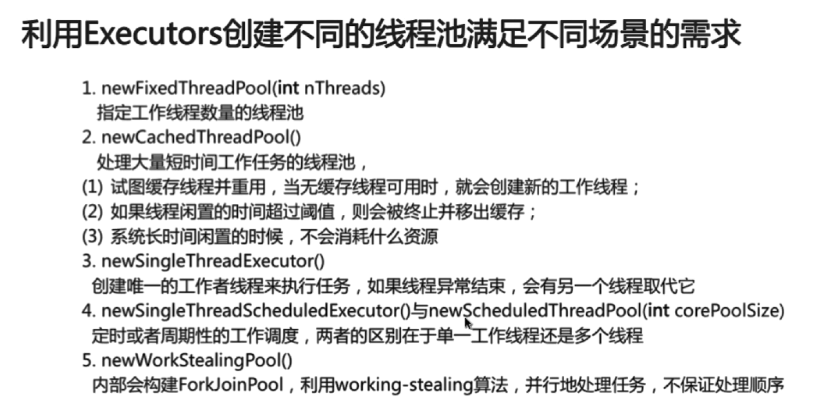 利用Executors创建不同的线程池满足不同场景的需求
1. newFixedThreadPool(int nThreads)
指定工作线程数量的线程池
2. newCachedThreadPool()
处理大量短时间工作任务的线程池，
(1) 试图缓存线程并重用，当无缓存线程可用时，就会创建新的工作线程；
(2) 如果线程闲置的时间超过阈值，则会被终止并移出缓存；
(3) 系统长时间闲置的时候，不会消耗什么资源
3. newSingleThreadExecutor()
创建唯一的工作者线程来执行任务，如果线程异常结束，会有另一个线程取代它
4. newSingleThreadScheduledExecutor()与newScheduledThreadPool(int corePoolSize)
定时或者周期性的工作调度，两者的区别在于单一工作线程还是多个线程
5. newWorkStealingPool()
内部会构建ForkJoinPool，利用working-stealing算法，并行地处理任务，不保证处理顺序